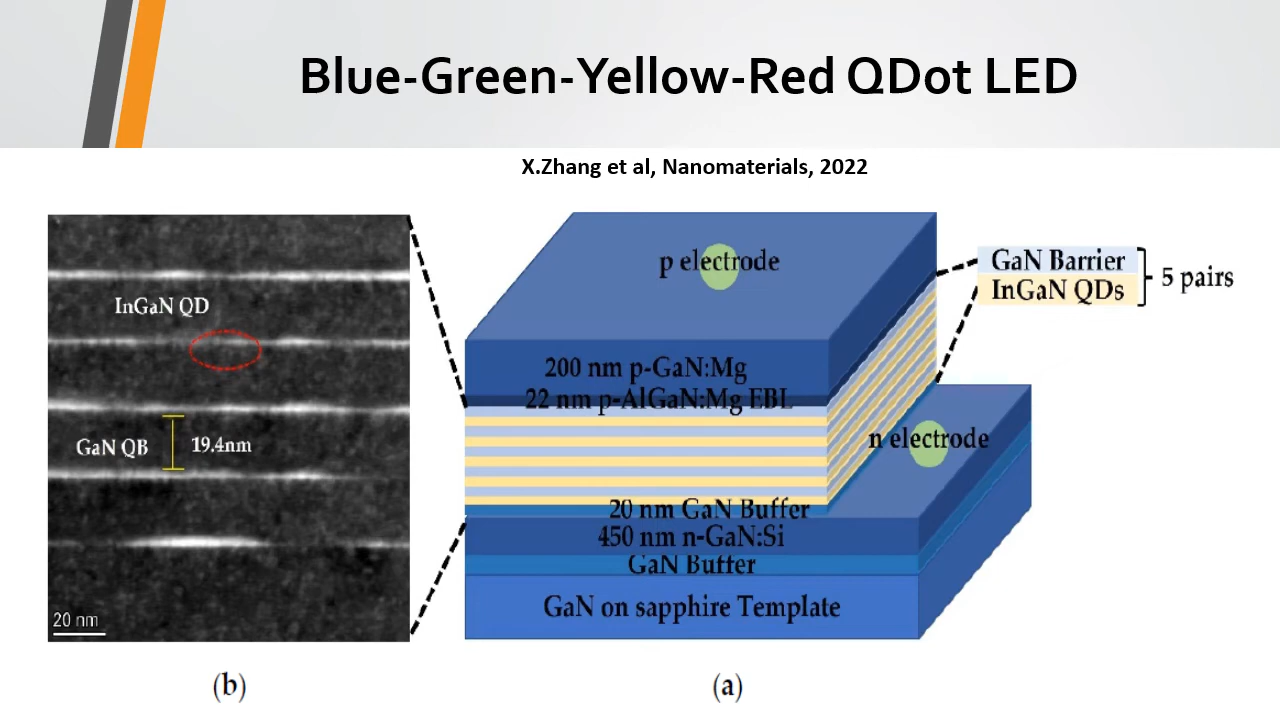 Blue-Green-Yellow-Red QDot LED
X.Zhang et al, Nanomaterials, 2022
InGaN QD
GaN QB
19.4nm
20 nm
(b)
p electrode
200 nm p-GaN:Mg
22 nm p-AlGaN:Mg EBL
GaN Barrier
InGaN QDs
5 pairs
n electrode
20 nm GaN Buffer
450 nm n-GaN:Si
GaN Buffer
GaN on sapphire Template
(a)